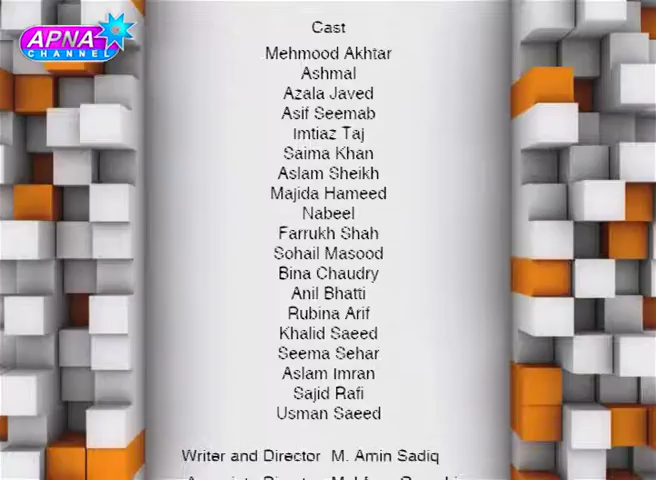 APNA
CHANNEL
Cast
Mehmood Akhtar
Ashmal
Azala Javed
Asif Seemab
Imtiaz Taj
Saima Khan
Aslam Sheikh
Majida Hameed
Nabeel
Farrukh Shah
Sohail Masood
Bina Chaudry
Anil Bhatti
Rubina Arif
Khalid Saeed
Seema Sehar
Aslam Imran
Sajid Rafi
Usman Saeed
Writer and Director M. Amin Sadiq